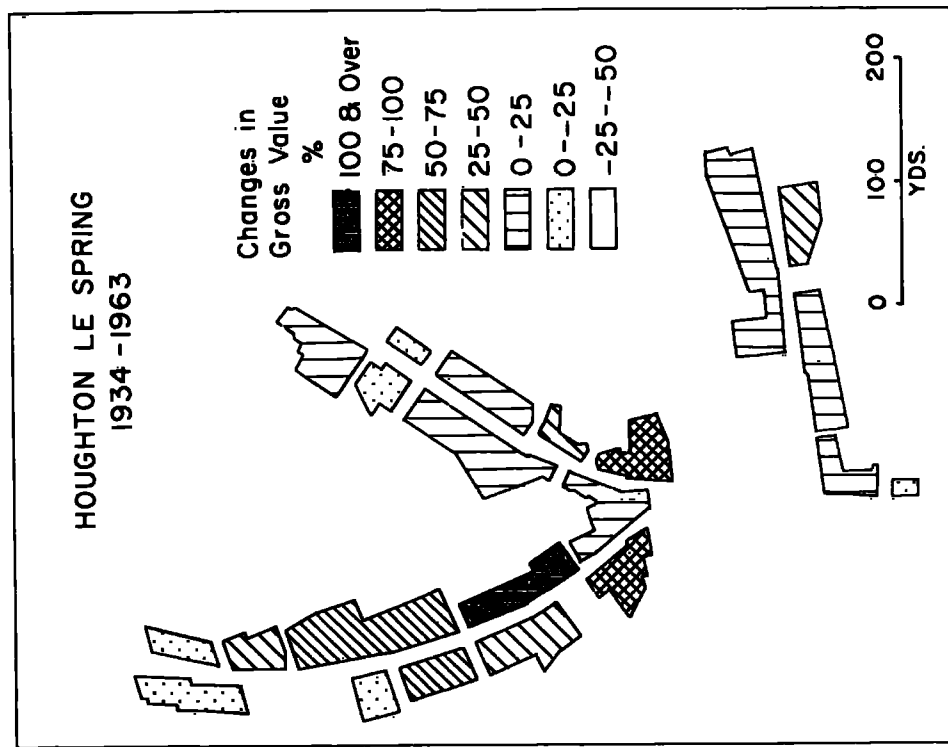 HOUGHTON LE SPRING
1934-1963
Changes in
Gross Value
%
100 & Over
75-100
50-75
25-50
0-25
0--25
-25--50
0 100 200
YDS.